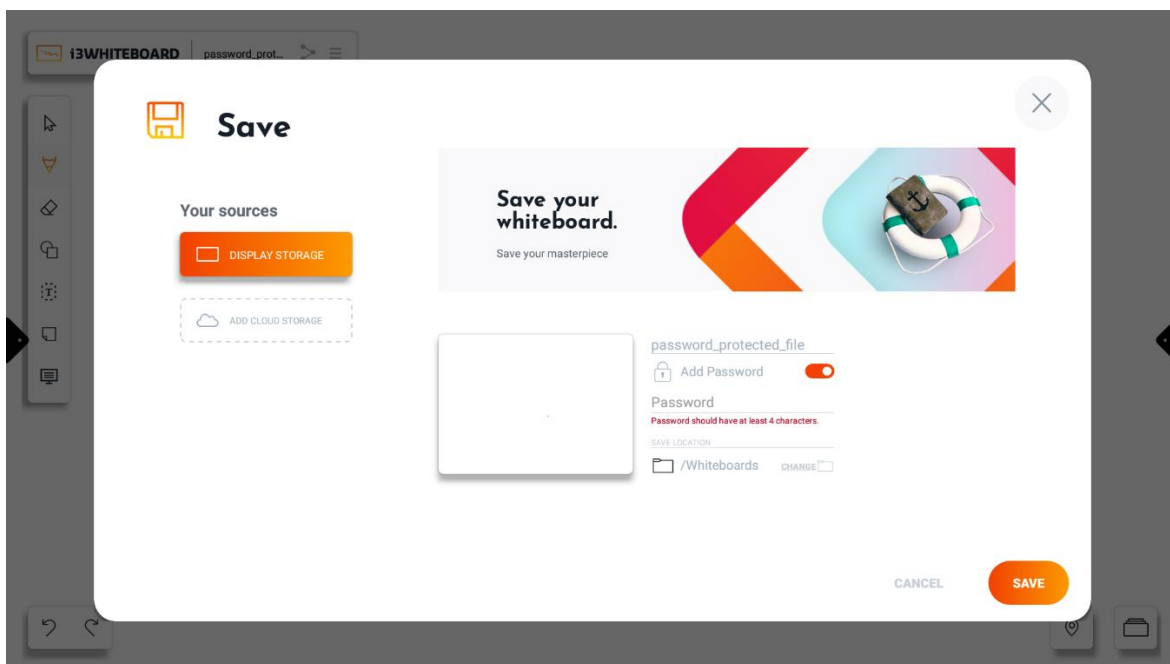 i3WHITEBOARD
password_prot...
Save
Your sources
DISPLAY STORAGE
ADD CLOUD STORAGE
Save your
whiteboard.
Save your masterpiece
password_protected_file
Add Password
Password
Password should have at least 4 characters.
SAVE LOCATION
/Whiteboards
CHANGE
CANCEL
SAVE